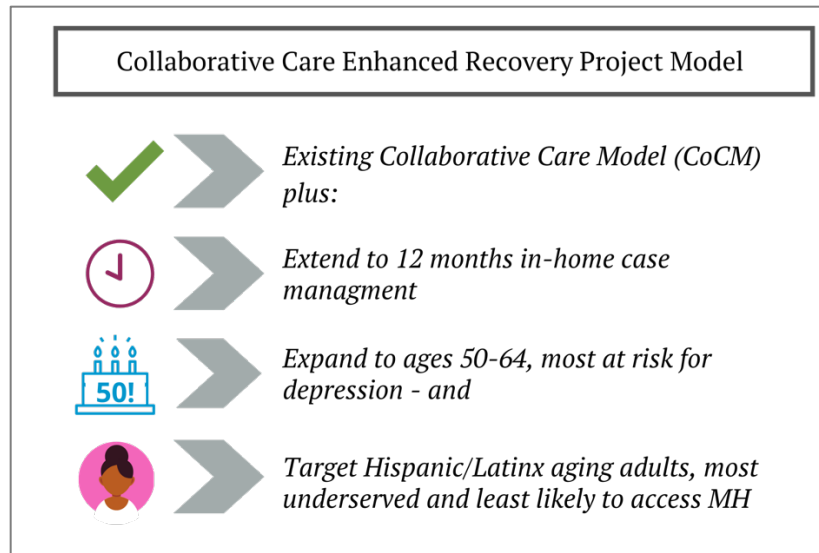 Collaborative Care Enhanced Recovery Project Model
Existing Collaborative Care Model (CoCM)
plus:
Extend to 12 months in-home case
managment
50!
Expand to ages 50-64, most at risk for
depression - and
Target Hispanic/Latinx aging adults, most
underserved and least likely to access MH